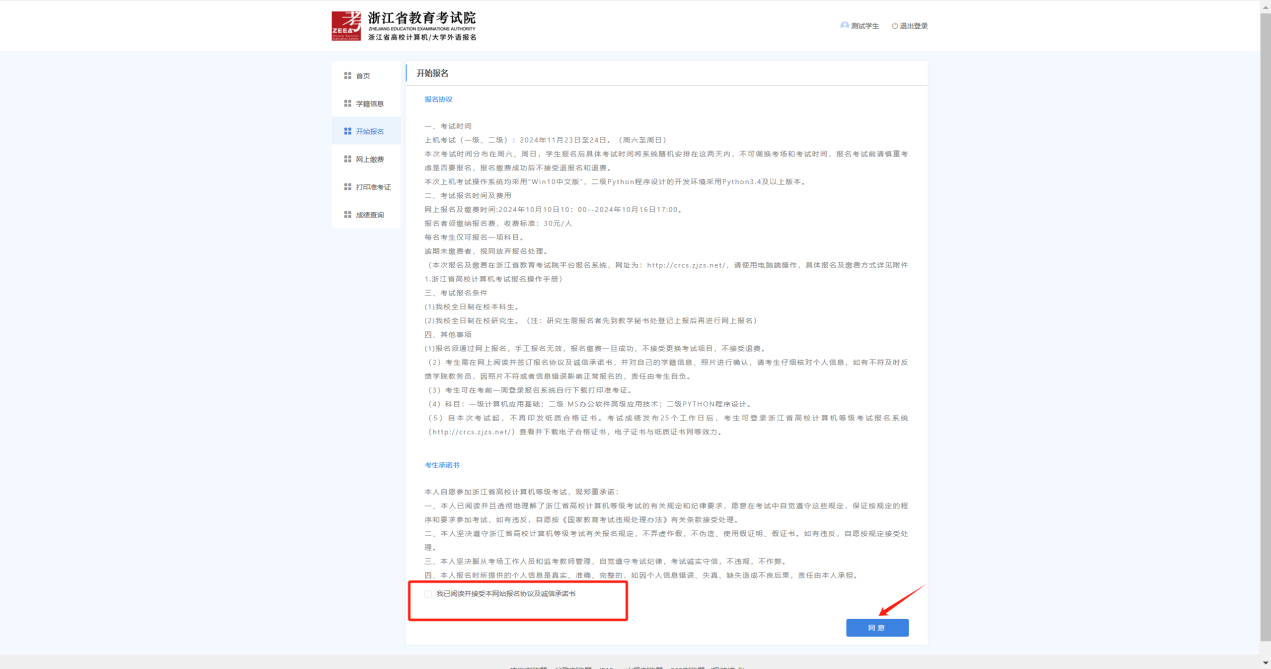 浙江省教育考试院
ZHEJIANG EDUCATION EXAMINATIONS AUTHORITY
浙江省高校计算机/大学外语报名
ZEEA
测试学生
退出登录
首页
学籍信息
开始报名
网上缴费
打印准考证
成绩查询
开始报名
报名协议
一、考试时间
上机考试（一级、二级）：2024年11月23日至24日。（周六至周日）
本次考试时间分布在周六、周日，学生报名后具体考试时间将系统随机安排在这两天内，不可调换考场和考试时间，报名考试前请慎重考
虑是否要报名，报名缴费成功后不接受退报名和退费。
本次上机考试操作系统均采用"Win10中文版"，二级Python程序设计的开发环境采用Python3.4及以上版本。
二、考试报名时间及费用
网上报名及缴费时间:2024年10月10日10：00--2024年10月16日17:00。
报名者须缴纳报名费，收费标准：30元/人
每名考生仅可报名一项科目。
逾期未缴费者，视同放弃报名处理。
（本次报名及缴费在浙江省教育考试院平台报名系统，网址为：http://crcs.zjzs.net/，请使用电脑端操作，具体报名及缴费方式详见附件
1.浙江省高校计算机考试报名操作手册）
三、考试报名条件
(1)我校全日制在校本科生。
(2)我校全日制在校研究生。（注：研究生需报名者先到教学秘书处登记上报后再进行网上报名）
四、其他事项
(1)报名须通过网上报名，手工报名无效，报名缴费一旦成功，不接受更换考试项目，不接受退费。
（2）考生需在网上阅读并签订报名协议及诚信承诺书，并对自己的学籍信息、照片进行确认，请考生仔细核对个人信息，如有不符及时反
馈学院教务员，因照片不符或者信息错误影响正常报名的，责任由考生自负。
（3）考生可在考前一周登录报名系统自行下载打印准考证。
（4）科目：一级计算机应用基础；二级 MS办公软件高级应用技术；二级PYTHON程序设计。
（5）自本次考试起，不再印发纸质合格证书。考试成绩发布25个工作日后，考生可登录浙江省高校计算机等级考试报名系统
（http://crcs.zjzs.net/）查看并下载电子合格证书，电子证书与纸质证书同等效力。
考生承诺书
本人自愿参加浙江省高校计算机等级考试，现郑重承诺：
一、本人已阅读并且透彻地理解了浙江省高校计算机等级考试的有关规定和纪律要求，愿意在考试中自觉遵守这些规定，保证按规定的程
序和要求参加考试，如有违反，自愿按《国家教育考试违规处理办法》有关条款接受处理。
二、本人坚决遵守浙江省高校计算机等级考试有关报名规定，不弄虚作假，不伪造、使用假证明、假证书。如有违反，自愿按规定接受处
理。
三、本人坚决服从考场工作人员和监考教师管理，自觉遵守考试纪律，考试诚实守信，不违规，不作弊。
四、本人报名时所提供的个人信息是真实、准确、完整的，如因个人信息错误、失真、缺失造成不良后果，责任由本人承担。
我已阅读并接受本网站报名协议及诚信承诺书
同意